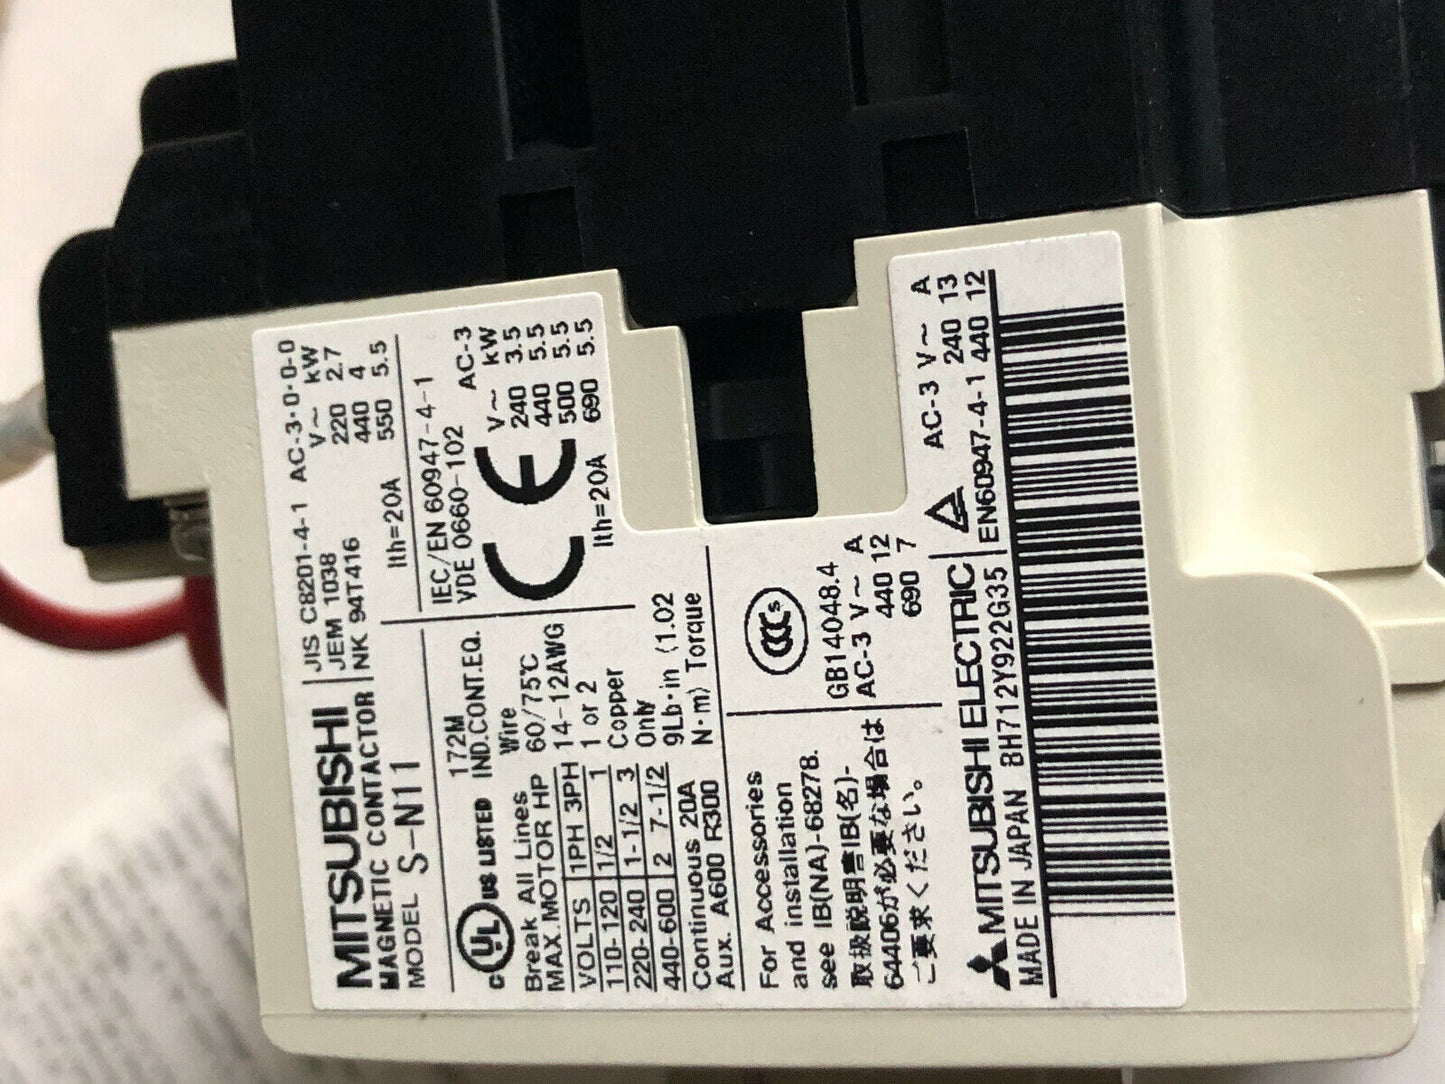 MITSUBISHI
MAGNETIC CONTACTOR
MODEL S-N11
JIS C8201-4-1 AC-3·0·0-0
JEM 1038 V~ kW
NK 94T416 220 2.7
440 4
Ith=20A 550 5.5
IEC/EN 60947-4-1
VDE 0660-102 AC-3
CE V~ kW
240 3.5
440 5.5
500 5.5
Ith=20A 690 5.5
C UL US LISTED 172M
IND.CONT.EQ.
Break All Lines Wire
MAX.MOTOR HP 60/75℃
VOLTS 1PH 3PH 14-12AWG
110-120 1/2 1 1 or 2
220-240 1-1/2 3 Copper
440-600 2 7-1/2 Only
Continuous 20A 9Lb·in (1.02
Aux. A600 R300 N·m) Torque
For Accessories
and installation
see IB(NA)-68278.
取扱説明書IB(名)-
64406が必要な場合は
ご要求ください。
CCC S
GB14048.4
AC-3 V~ A
440 12
690 7
AC-3 V~ A
240 13
EN60947-4-1 440 12
MITSUBISHI ELECTRIC
MADE IN JAPAN BH712Y922G35